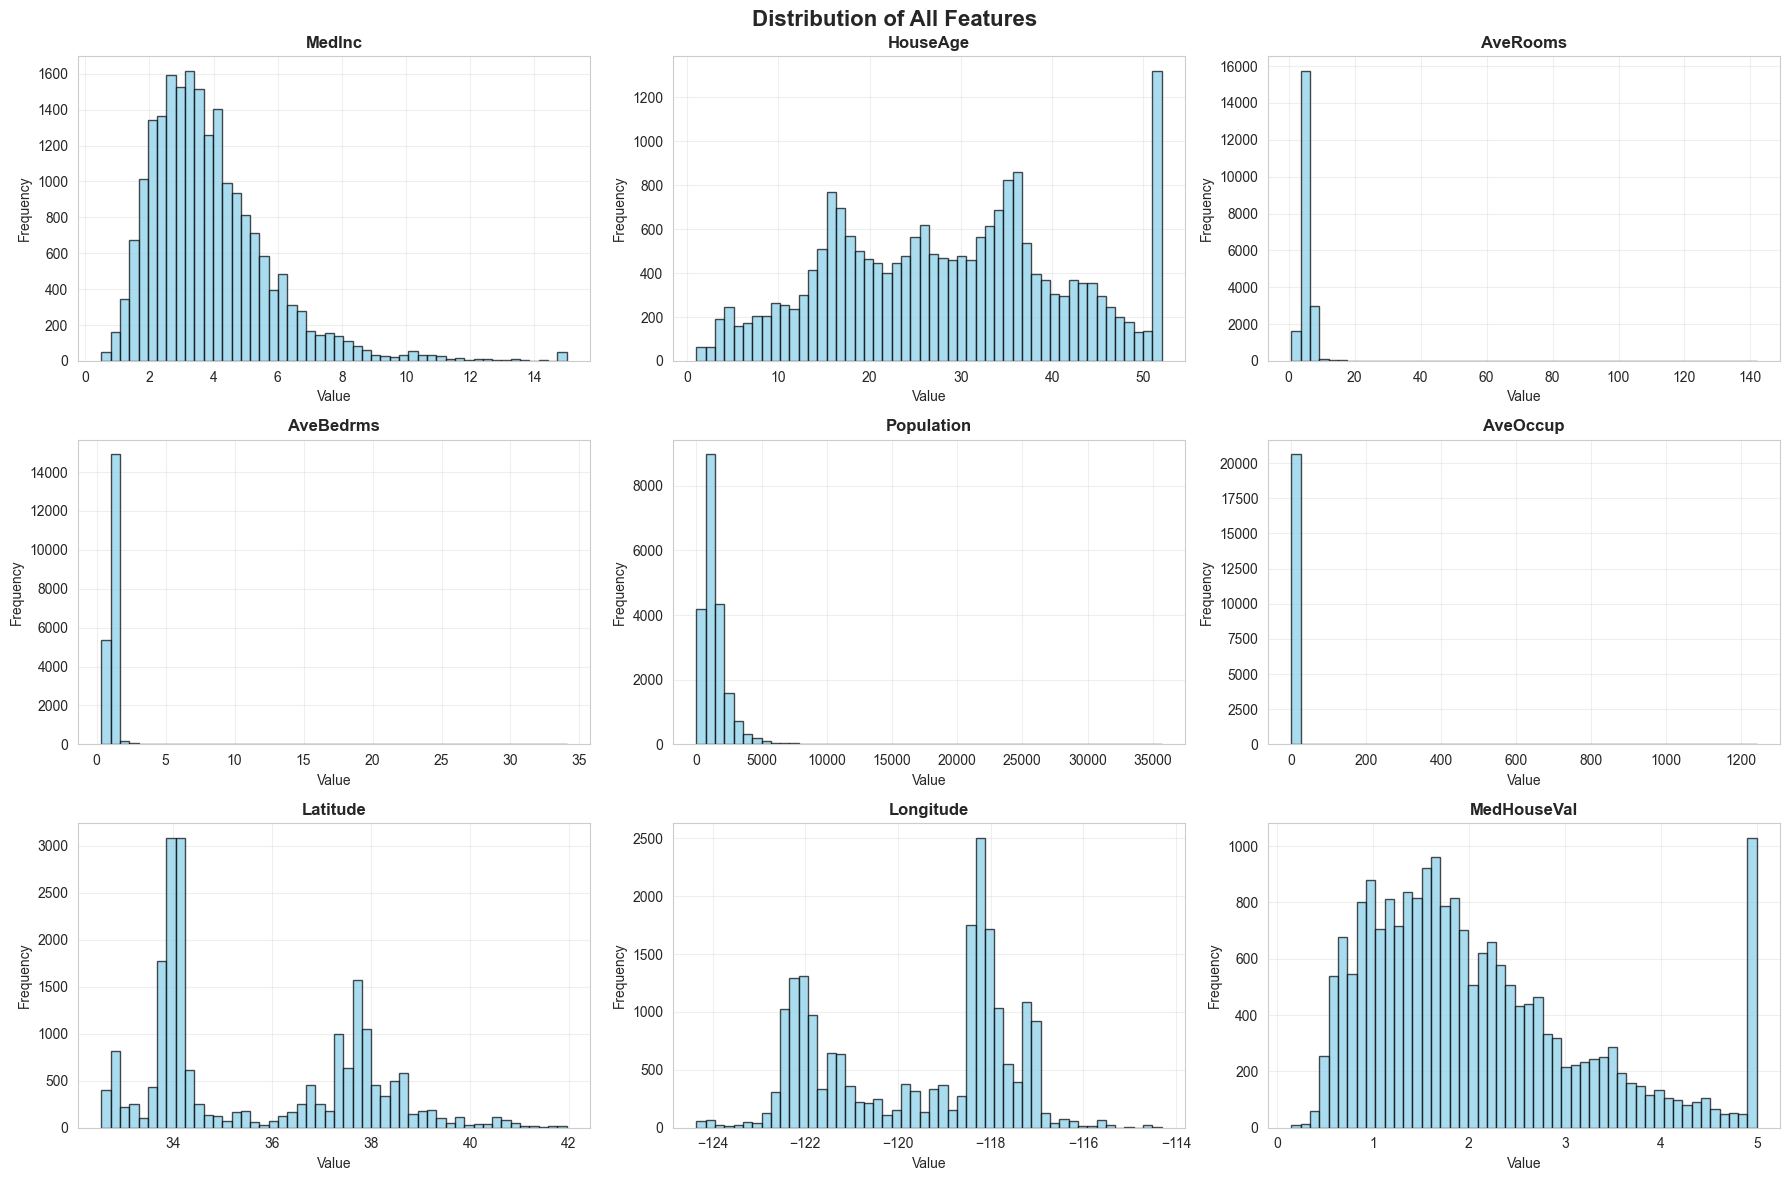 Distribution of All Features
MedInc
Frequency
1600
1400
1200
1000
800
600
400
200
0
0 2 4 6 8 10 12 14
Value
HouseAge
Frequency
1200
1000
800
600
400
200
0
0 10 20 30 40 50
Value
AveRooms
Frequency
16000
14000
12000
10000
8000
6000
4000
2000
0
0 20 40 60 80 100 120 140
Value
AveBedrms
Frequency
14000
12000
10000
8000
6000
4000
2000
0
0 5 10 15 20 25 30 35
Value
Population
Frequency
8000
6000
4000
2000
0
0 5000 10000 15000 20000 25000 30000 35000
Value
AveOccup
Frequency
20000
17500
15000
12500
10000
7500
5000
2500
0
0 200 400 600 800 1000 1200
Value
Latitude
Frequency
3000
2500
2000
1500
1000
500
0
34 36 38 40 42
Value
Longitude
Frequency
2500
2000
1500
1000
500
0
−124 −122 −120 −118 −116 −114
Value
MedHouseVal
Frequency
1000
800
600
400
200
0
0 1 2 3 4 5
Value